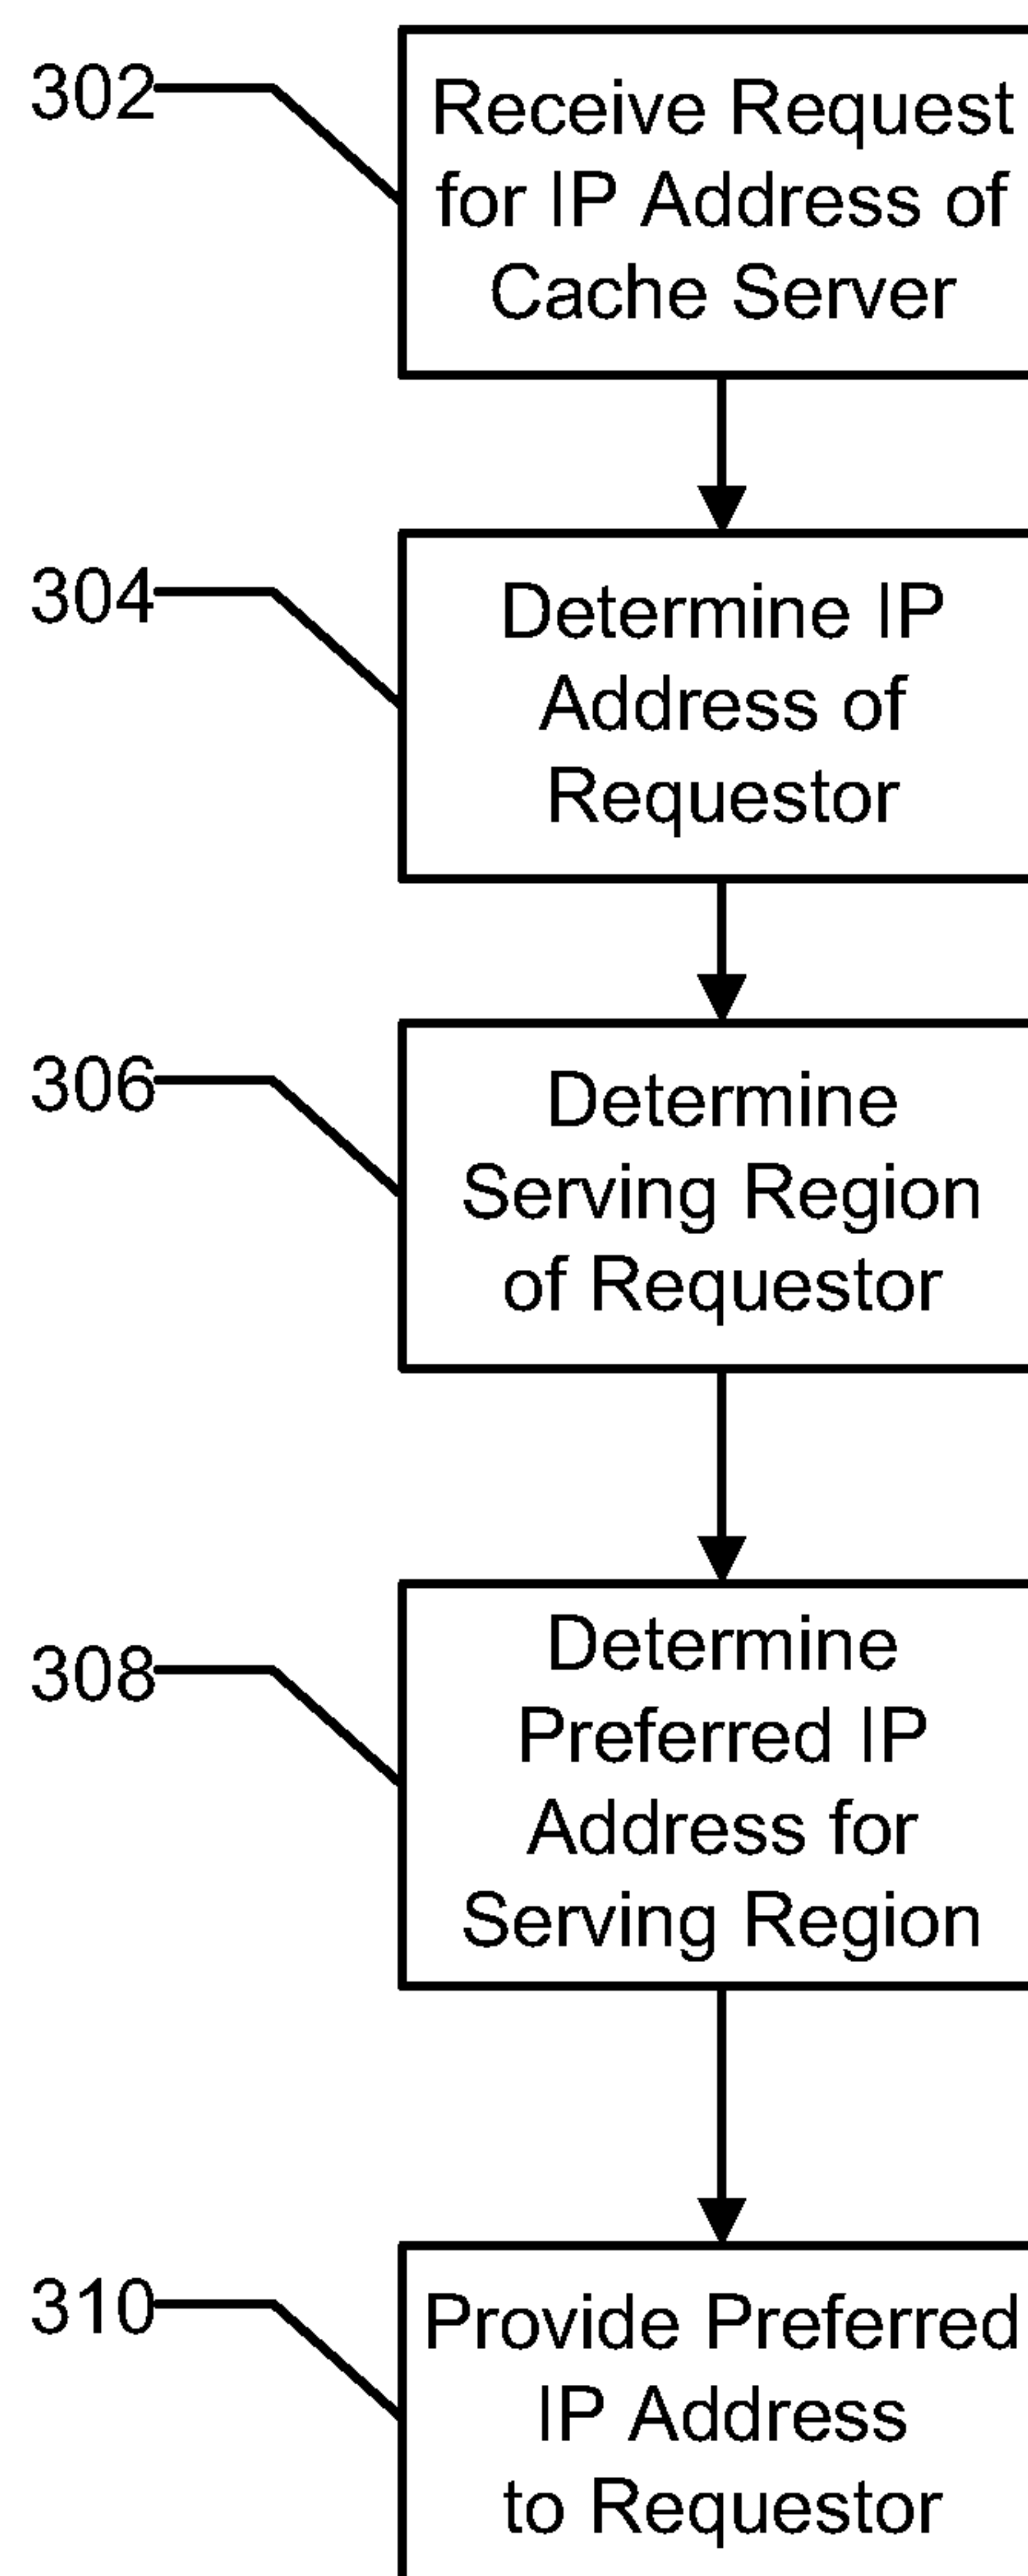 302
Receive Request
for IP Address of
Cache Server
304
Determine IP
Address of
Requestor
306
Determine
Serving Region
of Requestor
308
Determine
Preferred IP
Address for
Serving Region
310
Provide Preferred
IP Address
to Requestor